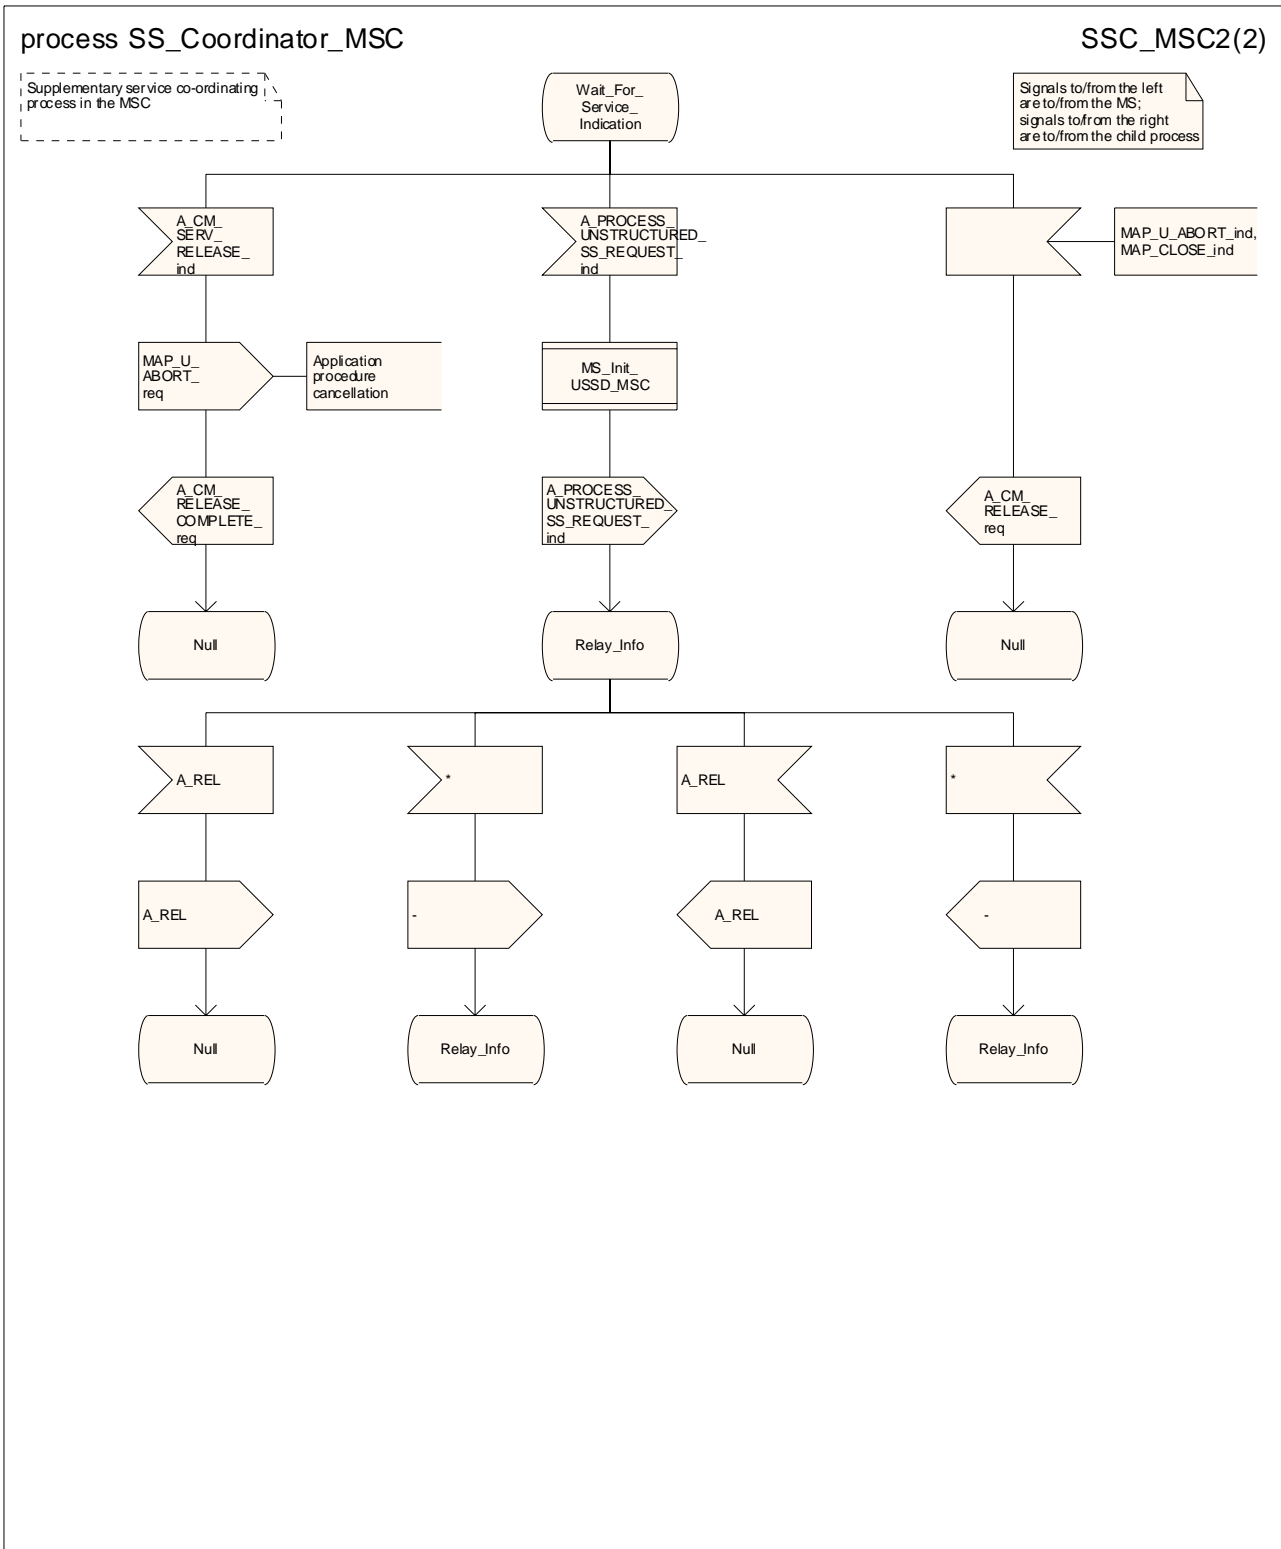 process SS_Coordinator_MSC
SSC_MSC2(2)
Supplementary service co-ordinating
process in the MSC
Wait_For_
Service_
Indication
Signals to/from the left
are to/from the MS;
signals to/from the right
are to/from the child process
A_CM_
SERV_
RELEASE_
ind
A_PROCESS_
UNSTRUCTURED_
SS_REQUEST_
ind
MAP_U_ABORT_ind,
MAP_CLOSE_ind
MAP_U_
ABORT_
req
Application
procedure
cancellation
MS_Init_
USSD_MSC
A_CM_
RELEASE_
COMPLETE_
req
A_PROCESS_
UNSTRUCTURED_
SS_REQUEST_
ind
A_CM_
RELEASE_
req
Null
Relay_Info
Null
A_REL
*
A_REL
*
A_REL
-
A_REL
-
Null
Relay_Info
Null
Relay_Info